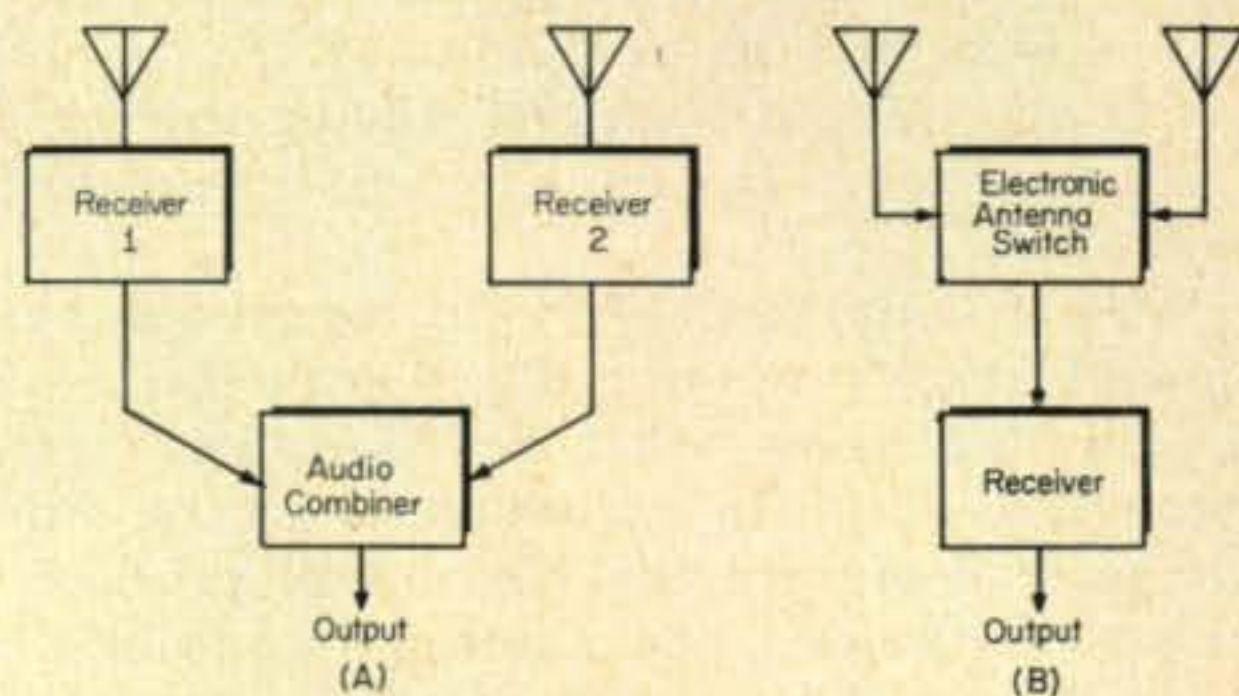 Receiver
1
Receiver
2
Audio
Combiner
Output
(A)
Electronic
Antenna
Switch
Receiver
Output
(B)